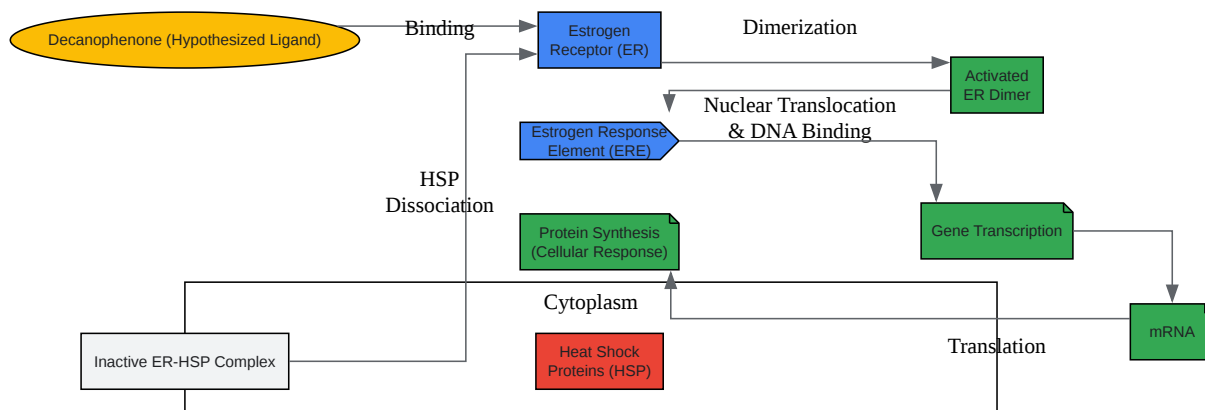 Decanophenone (Hypothesized Ligand)
Binding
Estrogen
Receptor (ER)
Dimerization
Activated
ER Dimer
Nuclear Translocation
& DNA Binding
Estrogen Response
Element (ERE)
HSP
Dissociation
Gene Transcription
Protein Synthesis
(Cellular Response)
Cytoplasm
mRNA
Translation
Inactive ER-HSP Complex
Heat Shock
Proteins (HSP)